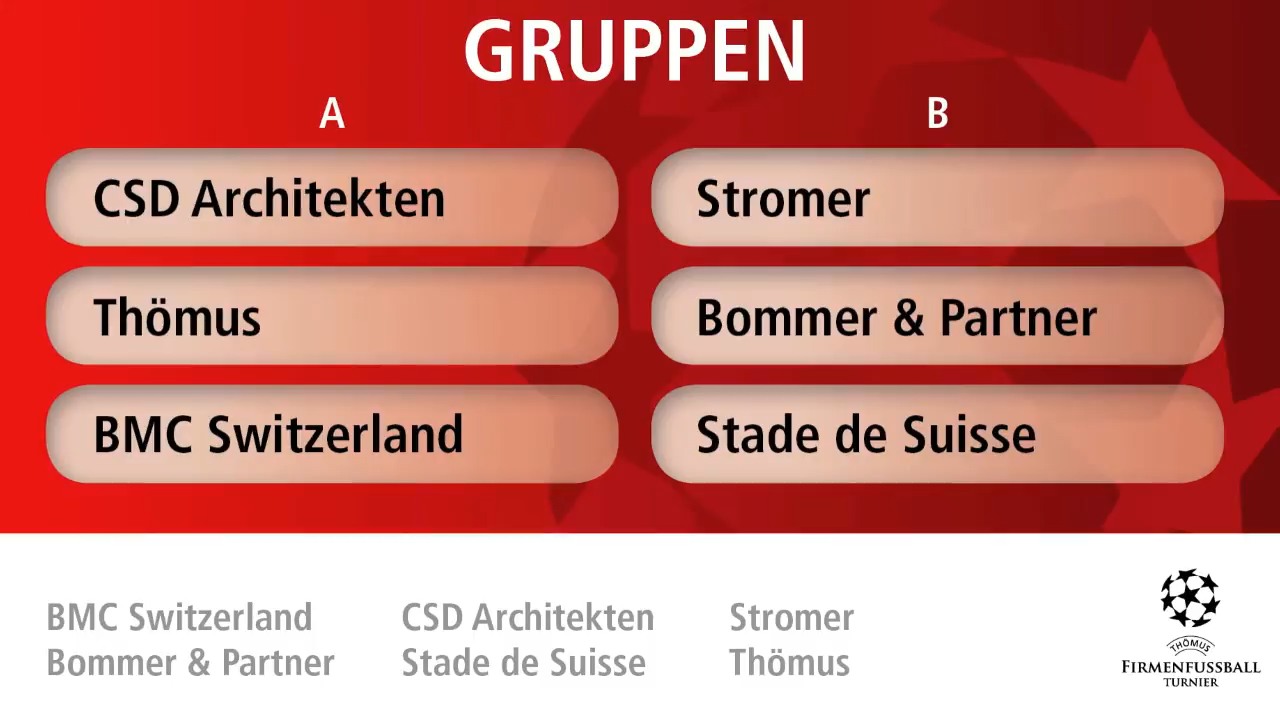 GRUPPEN
A
B
CSD Architekten
Stromer
Thömus
Bommer & Partner
BMC Switzerland
Stade de Suisse
BMC Switzerland
CSD Architekten
Stromer
Bommer & Partner
Stade de Suisse
Thömus
THÖMUS
FIRMENFUSSBALL
TURNIER